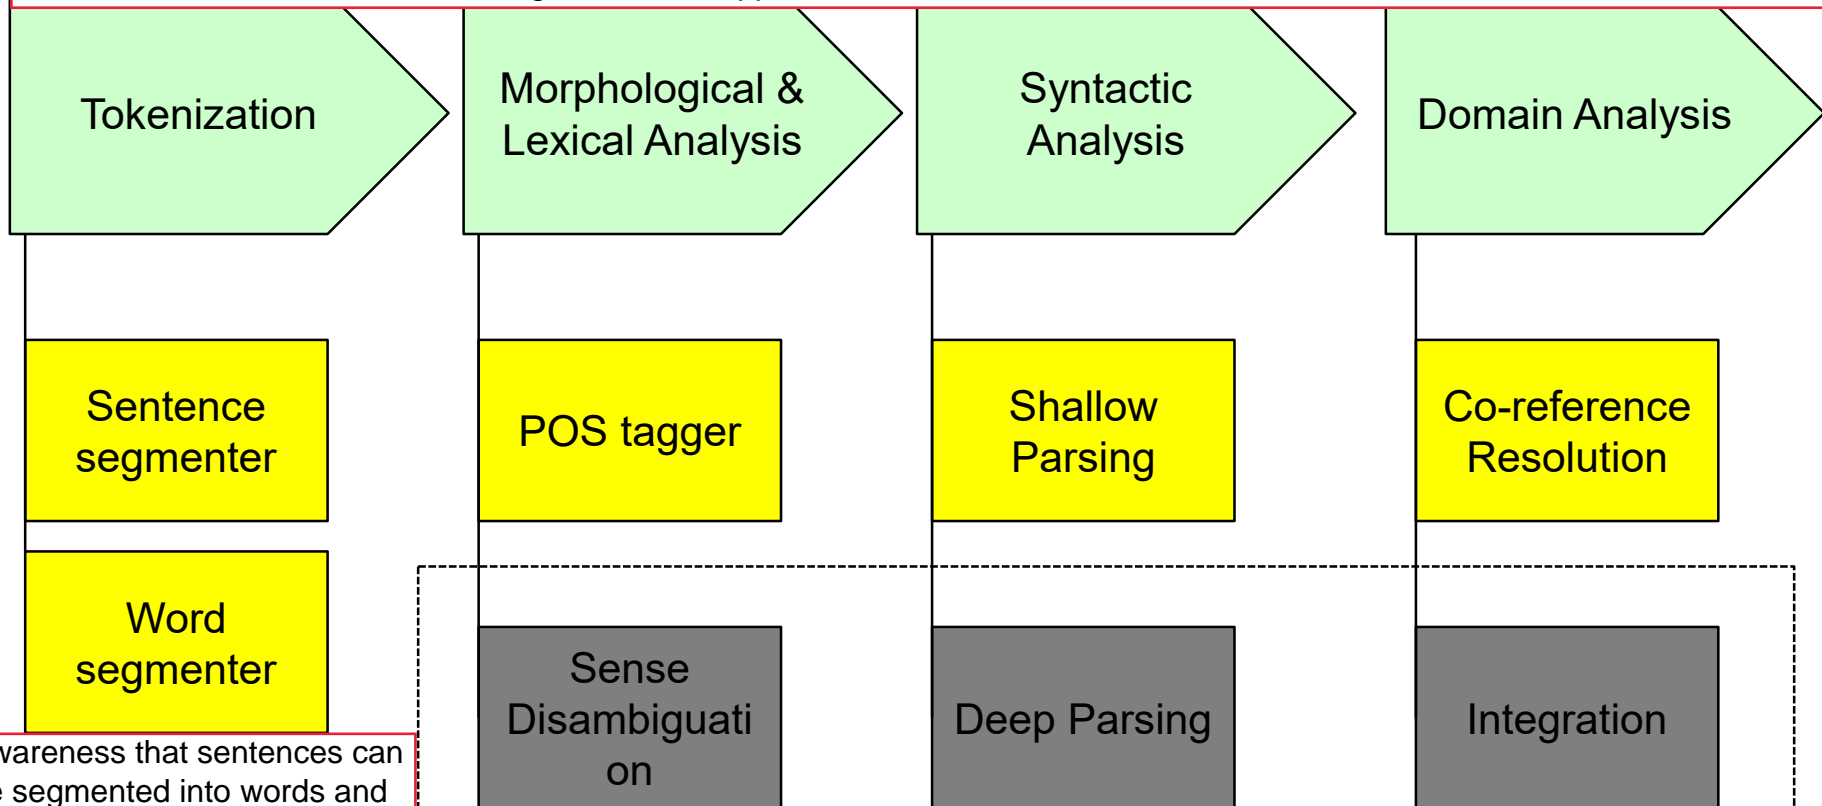 Tokenization
Morphological &
Lexical Analysis
Syntactic
Analysis
Domain Analysis
Sentence
segmenter
POS tagger
Shallow
Parsing
Co-reference
Resolution
Word
segmenter
Sense
Disambiguati
on
Deep Parsing
Integration
that sentences can
segmented into words and